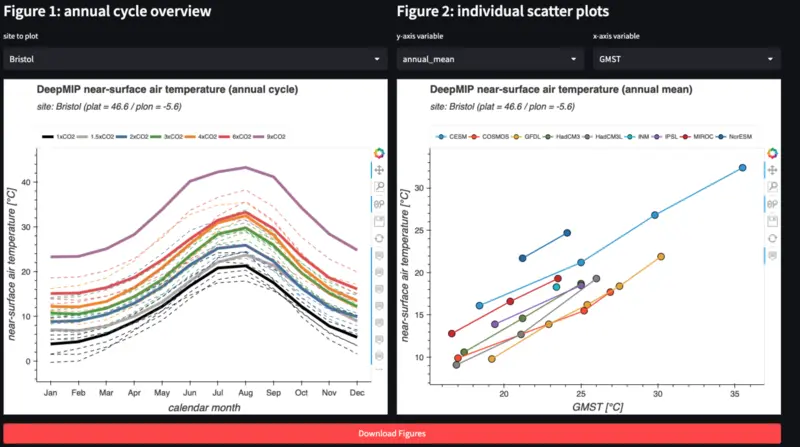 Figure 1: annual cycle overview
site to plot
Bristol
DeepMIP near-surface air temperature (annual cycle)
site: Bristol (plat = 46.6 / plon = -5.6)
1xCO2 1.5xCO2 2xCO2 3xCO2 4xCO2 6xCO2 9xCO2
near-surface air temperature [°C]
40
30
20
10
0
Jan Feb Mar Apr May Jun Jul Aug Sep Oct Nov Dec
calendar month
Figure 2: individual scatter plots
y-axis variable x-axis variable
annual_mean GMST
DeepMIP near-surface air temperature (annual mean)
site: Bristol (plat = 46.6 / plon = -5.6)
CESM COSMOS GFDL HadCM3 HadCM3L INM IPSL MIROC NorESM
near-surface air temperature [°C]
30
25
20
15
10
20 25 30 35
GMST [°C]
Download Figures